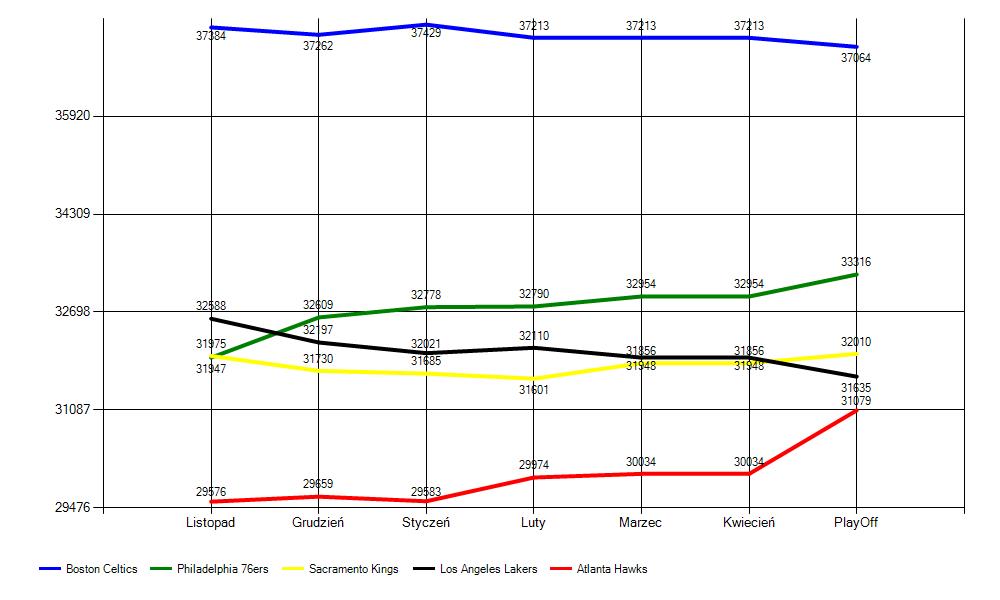 37384 37262 37429 37213 37213 37213 37064
35920
34309
33316
32954 32954
32778 32790
32588 32609
32698
32197 32110
31975 32021 31856 31856 32010
31947 31730 31685 31948 31948
31601 31635
31087 31079
29974 30034 30034
29576 29659 29583
29476
Listopad Grudzień Styczeń Luty Marzec Kwiecień PlayOff
Boston Celtics Philadelphia 76ers Sacramento Kings Los Angeles Lakers Atlanta Hawks